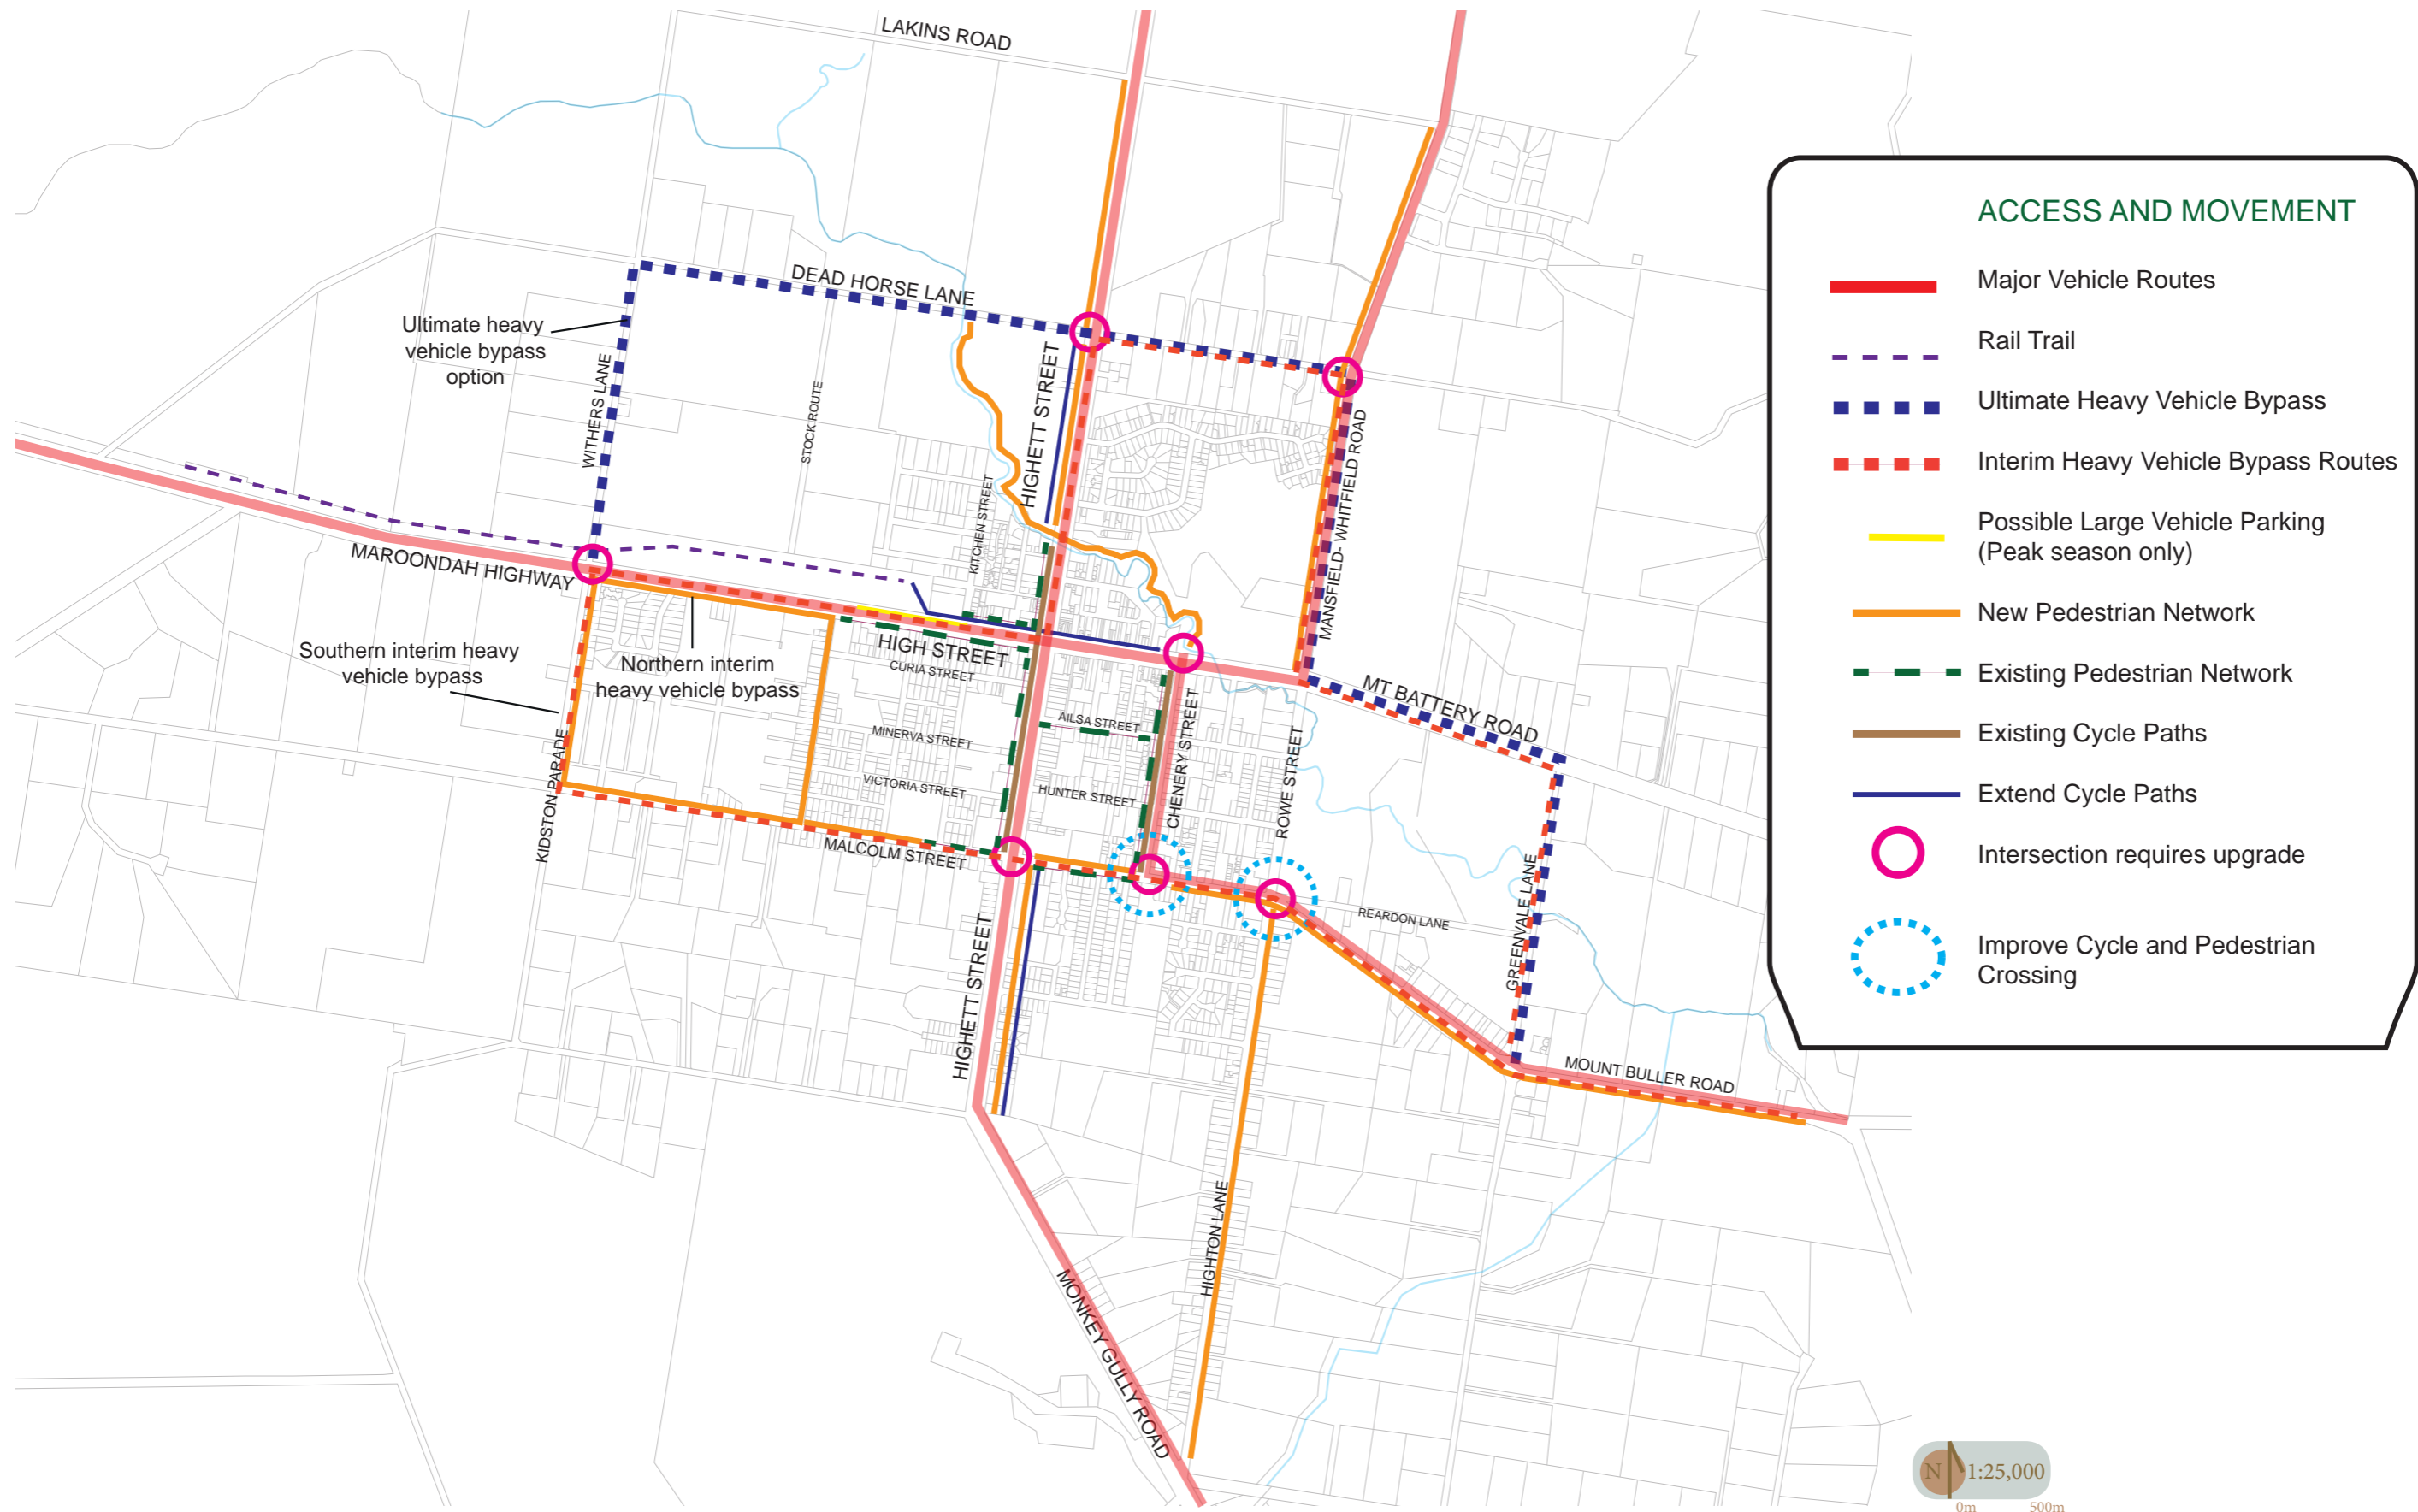 LAKINS ROAD
ACCESS AND MOVEMENT
Major Vehicle Routes
Rail Trail
Ultimate Heavy Vehicle Bypass
Interim Heavy Vehicle Bypass Routes
Possible Large Vehicle Parking
(Peak season only)
New Pedestrian Network
Existing Pedestrian Network
Existing Cycle Paths
Extend Cycle Paths
Intersection requires upgrade
Improve Cycle and Pedestrian
Crossing
DEAD HORSE LANE
Ultimate heavy
vehicle bypass
option
WITHERS LANE
STOCK ROUTE
HIGHETT STREET
KITCHEN STREET
MANSFIELD- WHITFIELD ROAD
MAROONDAH HIGHWAY
Southern interim heavy
vehicle bypass
Northern interim
heavy vehicle bypass
HIGH STREET
CURIA STREET
MINERVA STREET
VICTORIA STREET
AILSA STREET
HUNTER STREET
CHENERY STREET
ROWE STREET
MT BATTERY ROAD
KIDSTON PARADE
MALCOLM STREET
REARDON LANE
GREENVALE LANE
HIGHETT STREET
MOUNT BULLER ROAD
HIGHTON LANE
MONKEY GULLY ROAD
N 1:25,000
0m 500m